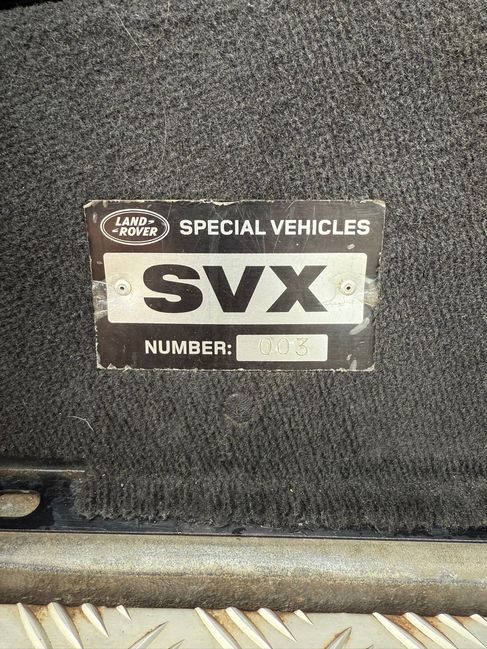 LAND-
-ROVER
SPECIAL VEHICLES
SVX
NUMBER: 003